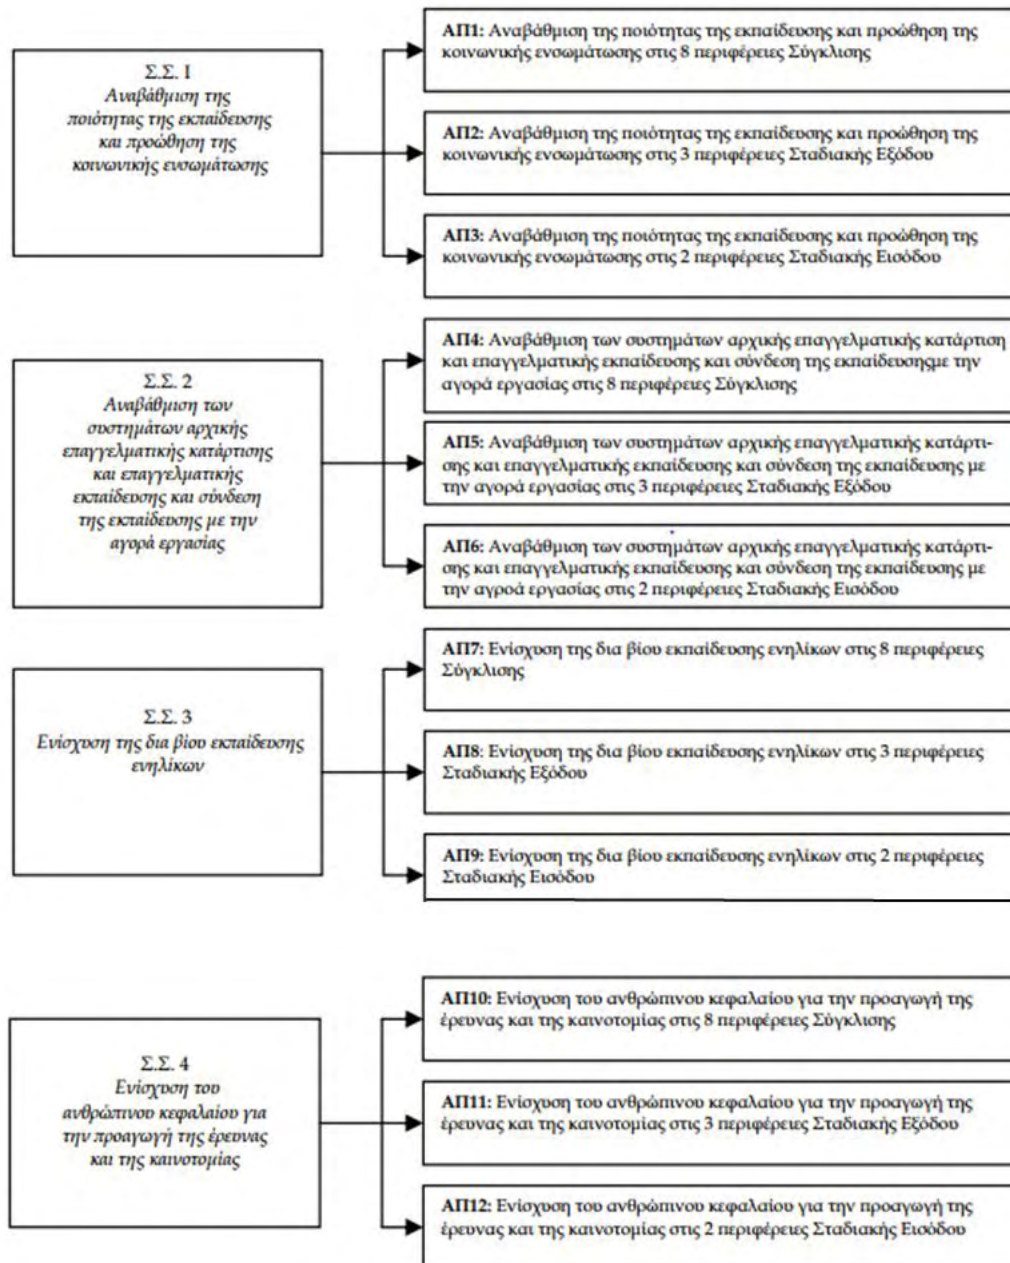 Σ.Σ. 1
Αναβάθμιση της
ποιότητας της εκπαίδευσης
και προώθηση της
κοινωνικής ενσωμάτωσης
ΑΠ1: Αναβάθμιση της ποιότητας της εκπαίδευσης και προώθηση της
κοινωνικής ενσωμάτωσης στις 8 περιφέρειες Σύγκλισης
ΑΠ2: Αναβάθμιση της ποιότητας της εκπαίδευσης και προώθηση της
κοινωνικής ενσωμάτωσης στις 3 περιφέρειες Σταδιακής Εξόδου
ΑΠ3: Αναβάθμιση της ποιότητας της εκπαίδευσης και προώθηση της
κοινωνικής ενσωμάτωσης στις 2 περιφέρειες Σταδιακής Εισόδου
Σ.Σ. 2
Αναβάθμιση των
συστημάτων αρχικής
επαγγελματικής κατάρτισης
και επαγγελματικής
εκπαίδευσης και σύνδεση
της εκπαίδευσης με την
αγορά εργασίας
ΑΠ4: Αναβάθμιση των συστημάτων αρχικής επαγγελματικής κατάρτιση
και επαγγελματικής εκπαίδευσης και σύνδεση της εκπαίδευσηςμε την
αγορά εργασίας στις 8 περιφέρειες Σύγκλισης
ΑΠ5: Αναβάθμιση των συστημάτων αρχικής επαγγελματικής κατάρτι-
σης και επαγγελματικής εκπαίδευσης και σύνδεση της εκπαίδευσης με
την αγορά εργασίας στις 3 περιφέρειες Σταδιακής Εξόδου
ΑΠ6: Αναβάθμιση των συστημάτων αρχικής επαγγελματικής κατάρτι-
σης και επαγγελματικής εκπαίδευσης και σύνδεση της εκπαίδευσης με
την αγροά εργασίας στις 2 περιφέρειες Σταδιακής Εισόδου
Σ.Σ. 3
Ενίσχυση της δια βίου εκπαίδευσης
ενηλίκων
ΑΠ7: Ενίσχυση της δια βίου εκπαίδευσης ενηλίκων στις 8 περιφέρειες
Σύγκλισης
ΑΠ8: Ενίσχυση της δια βίου εκπαίδευσης ενηλίκων στις 3 περιφέρειες
Σταδιακής Εξόδου
ΑΠ9: Ενίσχυση της δια βίου εκπαίδευσης ενηλίκων στις 2 περιφέρειες
Σταδιακής Εισόδου
Σ.Σ. 4
Ενίσχυση του
ανθρώπινου κεφαλαίου για
την προαγωγή της έρευνας
και της καινοτομίας
ΑΠ10: Ενίσχυση του ανθρώπινου κεφαλαίου για την προαγωγή της
έρευνας και της καινοτομίας στις 8 περιφέρειες Σύγκλισης
ΑΠ11: Ενίσχυση του ανθρώπινου κεφαλαίου για την προαγωγή της
έρευνας και της καινοτομίας στις 3 περιφέρειες Σταδιακής Εξόδου
ΑΠ12: Ενίσχυση του ανθρώπινου κεφαλαίου για την προαγωγή της
έρευνας και της καινοτομίας στις 2 περιφέρειες Σταδιακής Εισόδου